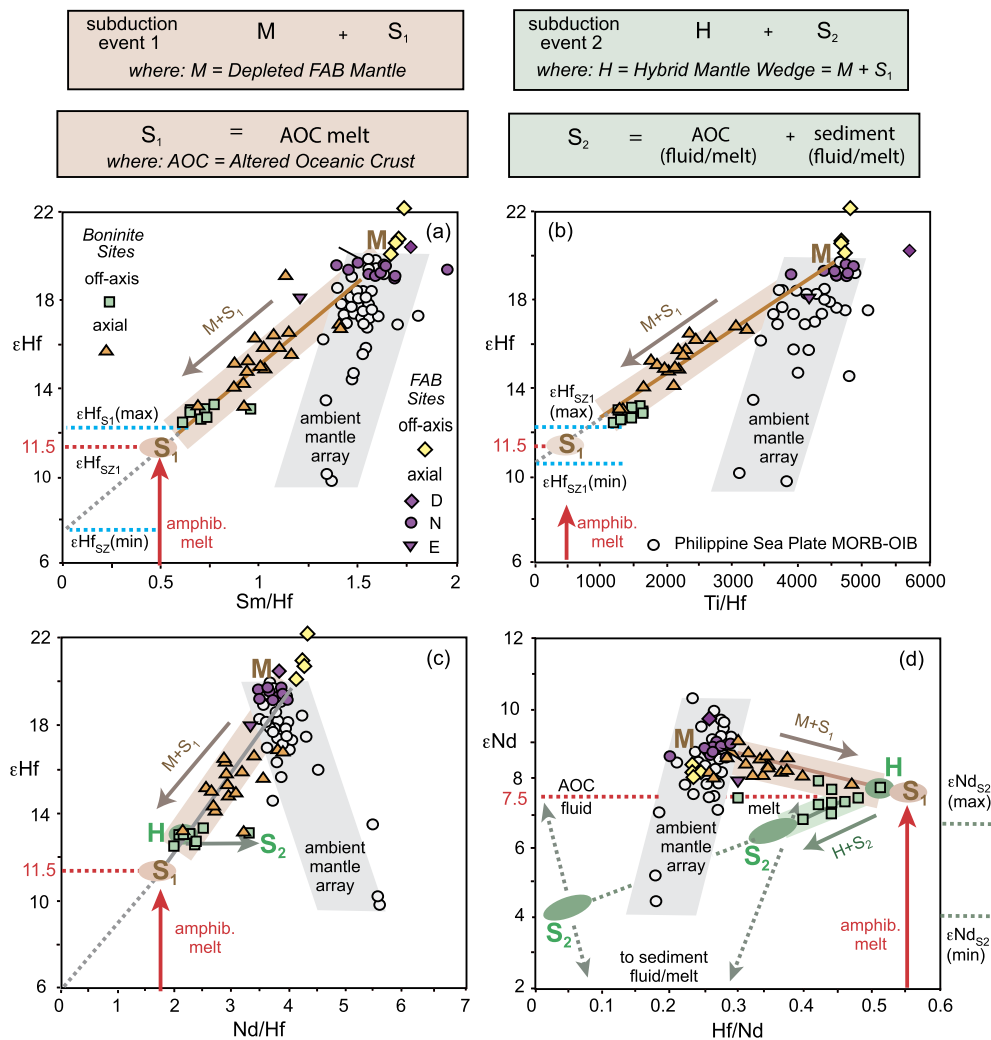 subduction event 1
M + S1
where: M = Depleted FAB Mantle
subduction event 2
H + S2
where: H = Hybrid Mantle Wedge = M + S1
S1 = AOC melt
where: AOC = Altered Oceanic Crust
S2 = AOC (fluid/melt) + sediment (fluid/melt)
(a)
22
18
14
11.5
10
6
εHf
Boninite Sites
off-axis
axial
M
M+S1
εHfS1(max)
εHfSZ1
εHfSZ(min)
S1
amphib. melt
ambient mantle array
FAB Sites
off-axis
axial
D
N
E
0
0.5
1
1.5
2
Sm/Hf
(b)
22
18
14
11.5
10
6
εHf
M
M+S1
εHfSZ1 (max)
S1
εHfSZ1(min)
amphib. melt
ambient mantle array
Philippine Sea Plate MORB-OIB
0
1000
2000
3000
4000
5000
6000
Ti/Hf
(c)
22
18
14
11.5
10
6
εHf
M
M+S1
H
S2
S1
amphib. melt
ambient mantle array
0
1
2
3
4
5
6
7
Nd/Hf
(d)
12
10
8
7.5
6
4
2
εNd
M
M+S1
H
S1
AOC
fluid
melt
ambient mantle array
S2
H+S2
S2
to sediment fluid/melt
amphib. melt
εNdS2 (max)
εNdS2 (min)
0
0.1
0.2
0.3
0.4
0.5
0.6
Hf/Nd